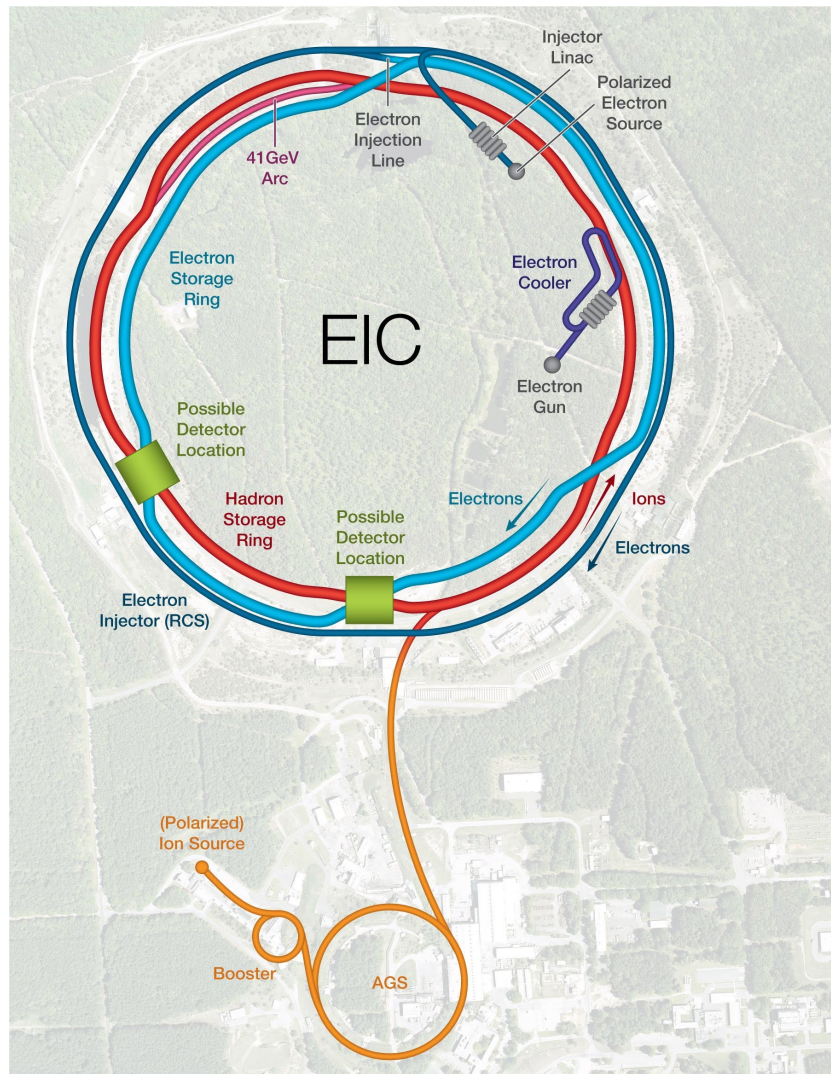 Injector
Linac
Polarized
Electron
Source
Electron
Injection
Line
41GeV
Arc
Electron
Storage
Ring
Electron
Cooler
EIC
Electron
Gun
Possible
Detector
Location
Hadron
Storage
Ring
Possible
Detector
Location
Electrons
Ions
Electrons
Electron
Injector (RCS)
(Polarized)
Ion Source
Booster
AGS